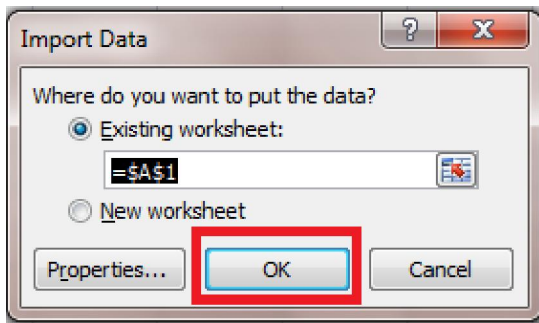 Import Data
?
X
Where do you want to put the data?
Existing worksheet:
=$A$1
New worksheet
Properties... OK Cancel